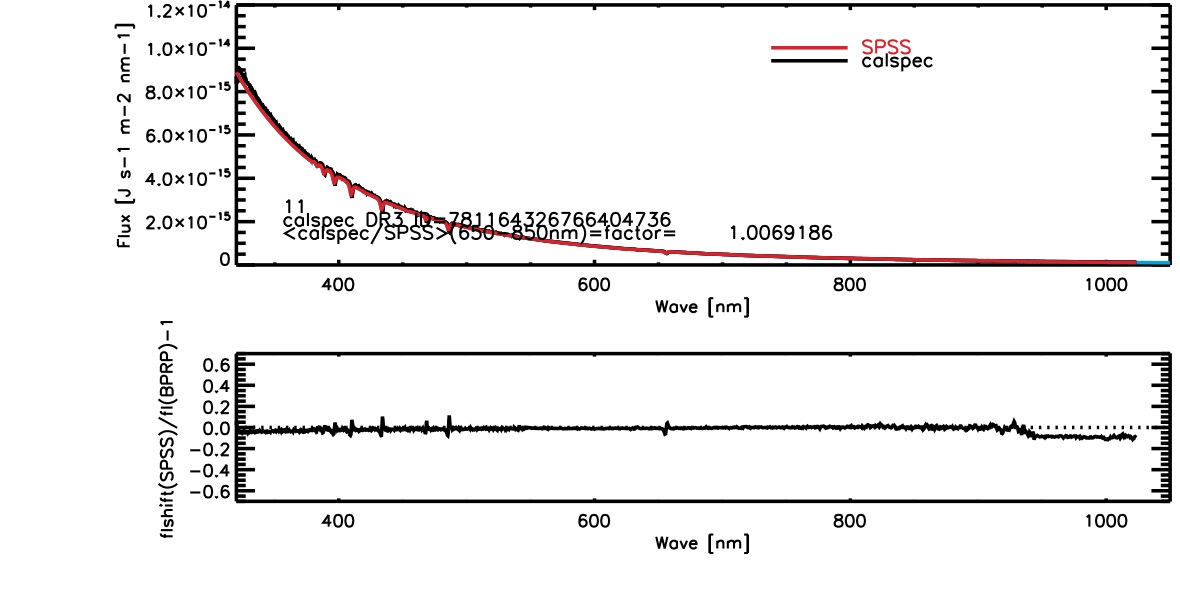 1.2×10−14
1.0×10−14
8.0×10−15
6.0×10−15
4.0×10−15
2.0×10−15
0
Flux [J s−1 m−2 nm−1]
SPSS
calspec
11
calspec DR3 ID=781164326766404736
<calspec/SPSS>(650−850nm)=factor= 1.0069186
400 600 800 1000
Wave [nm]
flshift(SPSS)/fl(BPRP)−1
0.6
0.4
0.2
0.0
−0.2
−0.4
−0.6
400 600 800 1000
Wave [nm]